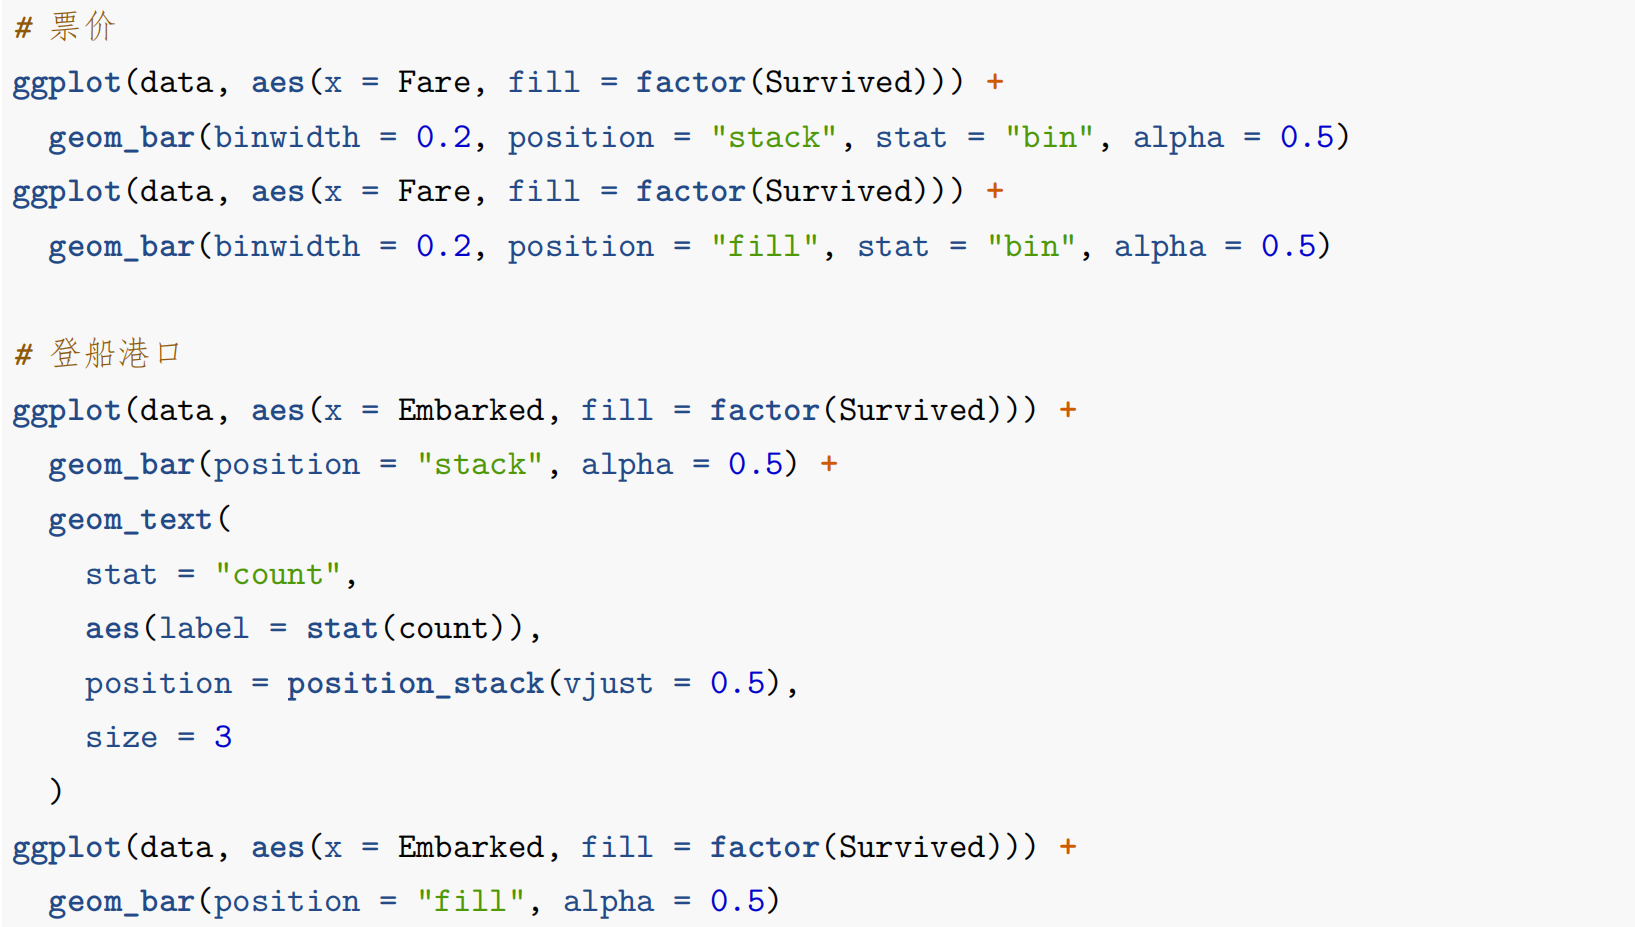 # 票价
ggplot(data, aes(x = Fare, fill = factor(Survived))) +
  geom_bar(binwidth = 0.2, position = "stack", stat = "bin", alpha = 0.5)
ggplot(data, aes(x = Fare, fill = factor(Survived))) +
  geom_bar(binwidth = 0.2, position = "fill", stat = "bin", alpha = 0.5)

# 登船港口
ggplot(data, aes(x = Embarked, fill = factor(Survived))) +
  geom_bar(position = "stack", alpha = 0.5) +
  geom_text(
    stat = "count",
    aes(label = stat(count)),
    position = position_stack(vjust = 0.5),
    size = 3
  )
ggplot(data, aes(x = Embarked, fill = factor(Survived))) +
  geom_bar(position = "fill", alpha = 0.5)